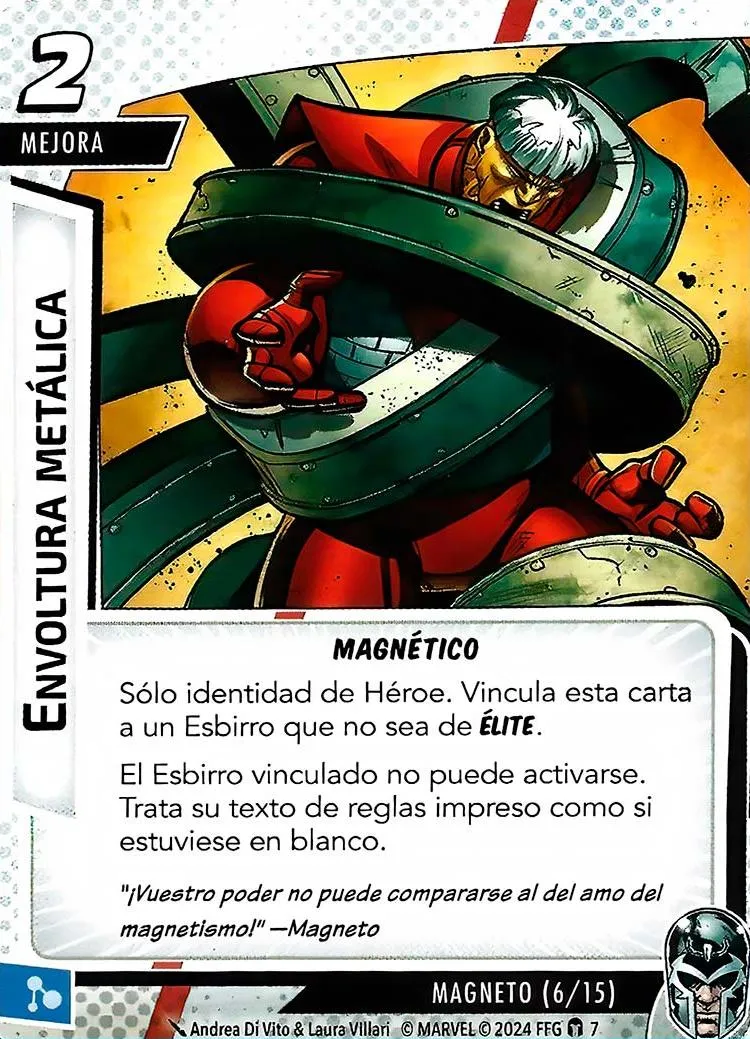 2
MEJORA
ENVOLTURA METÁLICA
MAGNÉTICO
Sólo identidad de Héroe. Vincula esta carta
a un Esbirro que no sea de ÉLITE.
El Esbirro vinculado no puede activarse.
Trata su texto de reglas impreso como si
estuviese en blanco.
"¡Vuestro poder no puede compararse al del amo del
magnetismo!" —Magneto
MAGNETO (6/15)
Andrea Di Vito & Laura Villari © MARVEL © 2024 FFG 7